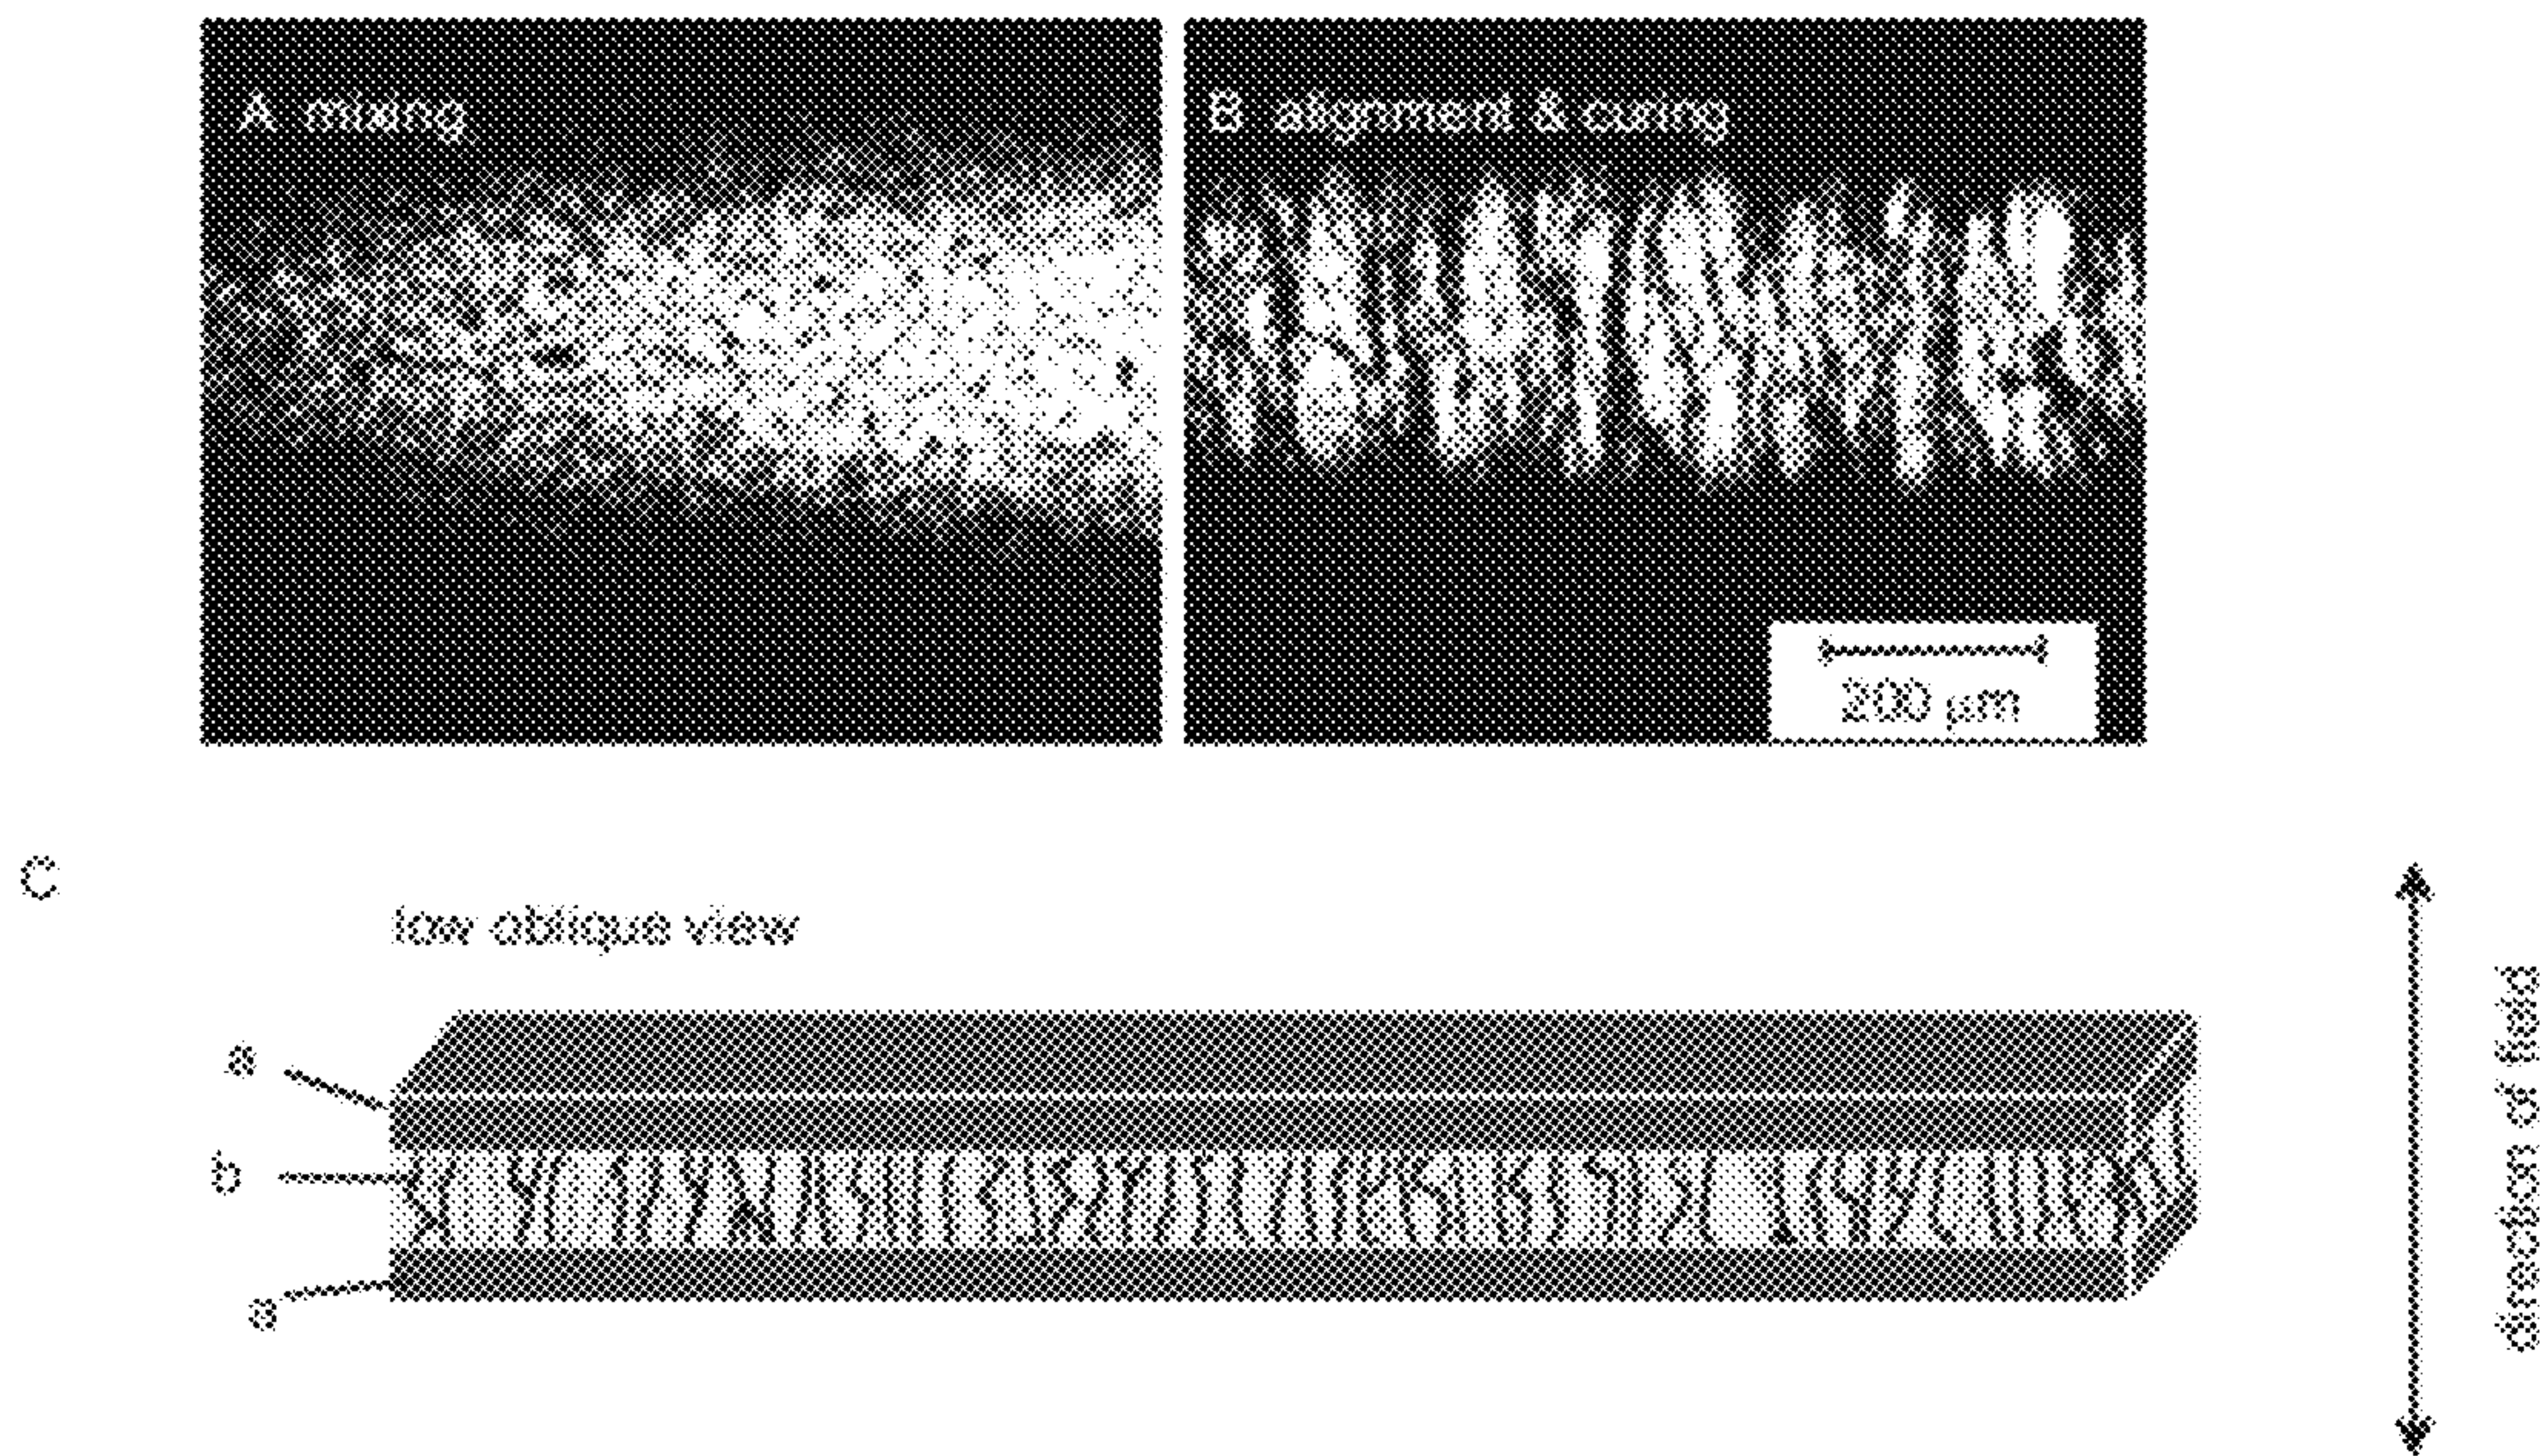 A mixing
B alignment & curing
200 μm
C
low oblique view
a
b
a
direction of field